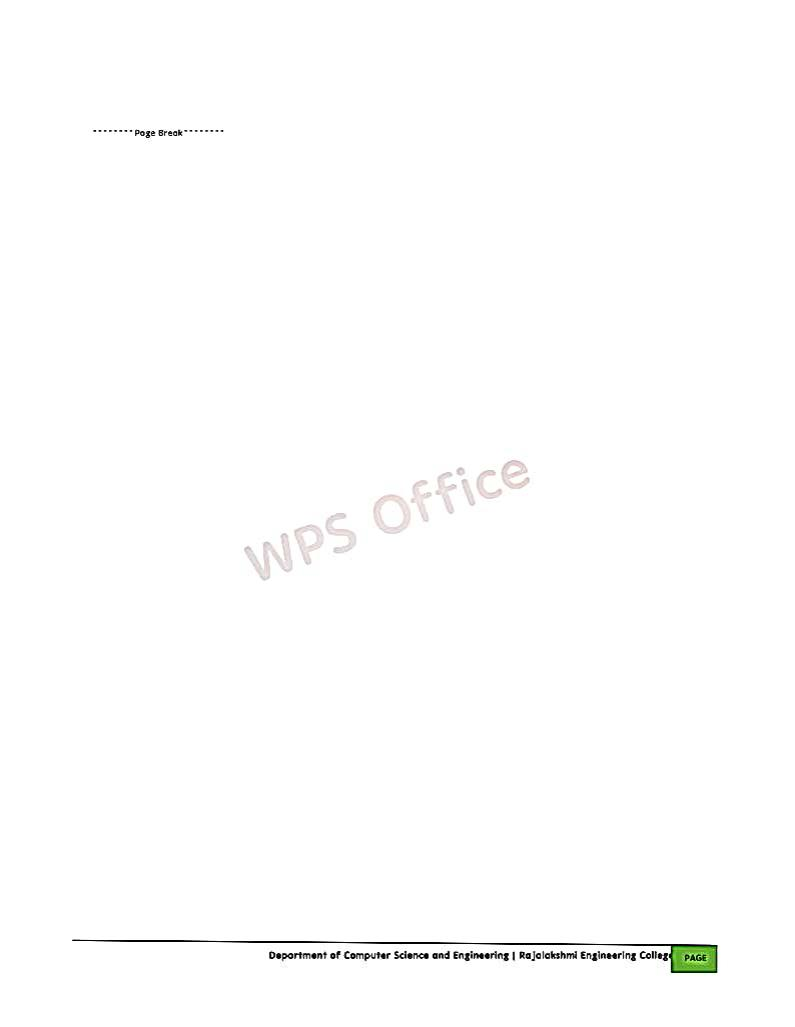 --------Page Break--------
WPS Office
Department of Computer Science and Engineering | Rajalakshmi Engineering College
PAGE